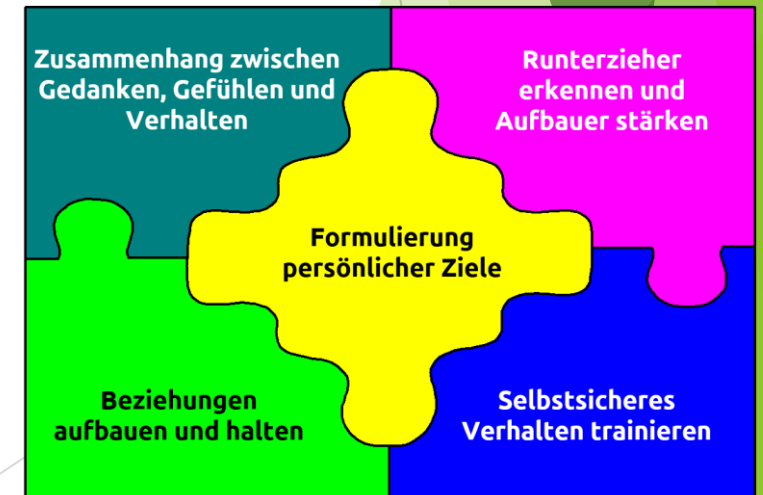 Zusammenhang zwischen
Gedanken, Gefühlen und
Verhalten
Runterzieher
erkennen und
Aufbauer stärken
Formulierung
persönlicher Ziele
Beziehungen
aufbauen und halten
Selbstsicheres
Verhalten trainieren